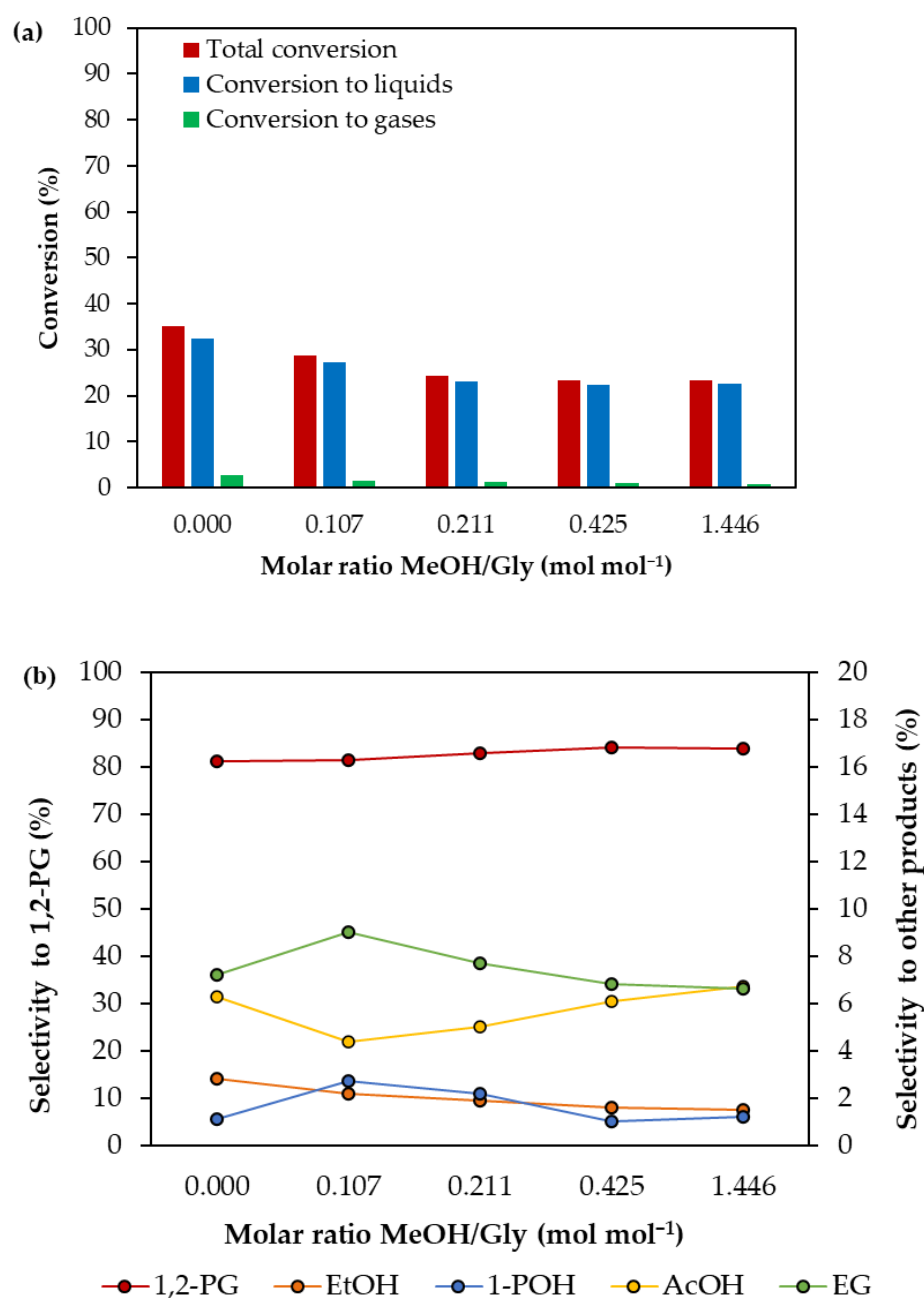 (a)
100
90
80
70
60
50
40
30
20
10
0
Conversion (%)
Total conversion
Conversion to liquids
Conversion to gases
0.000 0.107 0.211 0.425 1.446
Molar ratio MeOH/Gly (mol mol⁻¹)
(b)
100
90
80
70
60
50
40
30
20
10
0
Selectivity to 1,2-PG (%)
20
18
16
14
12
10
8
6
4
2
0
Selectivity to other products (%)
0.000 0.107 0.211 0.425 1.446
Molar ratio MeOH/Gly (mol mol⁻¹)
1,2-PG EtOH 1-POH AcOH EG